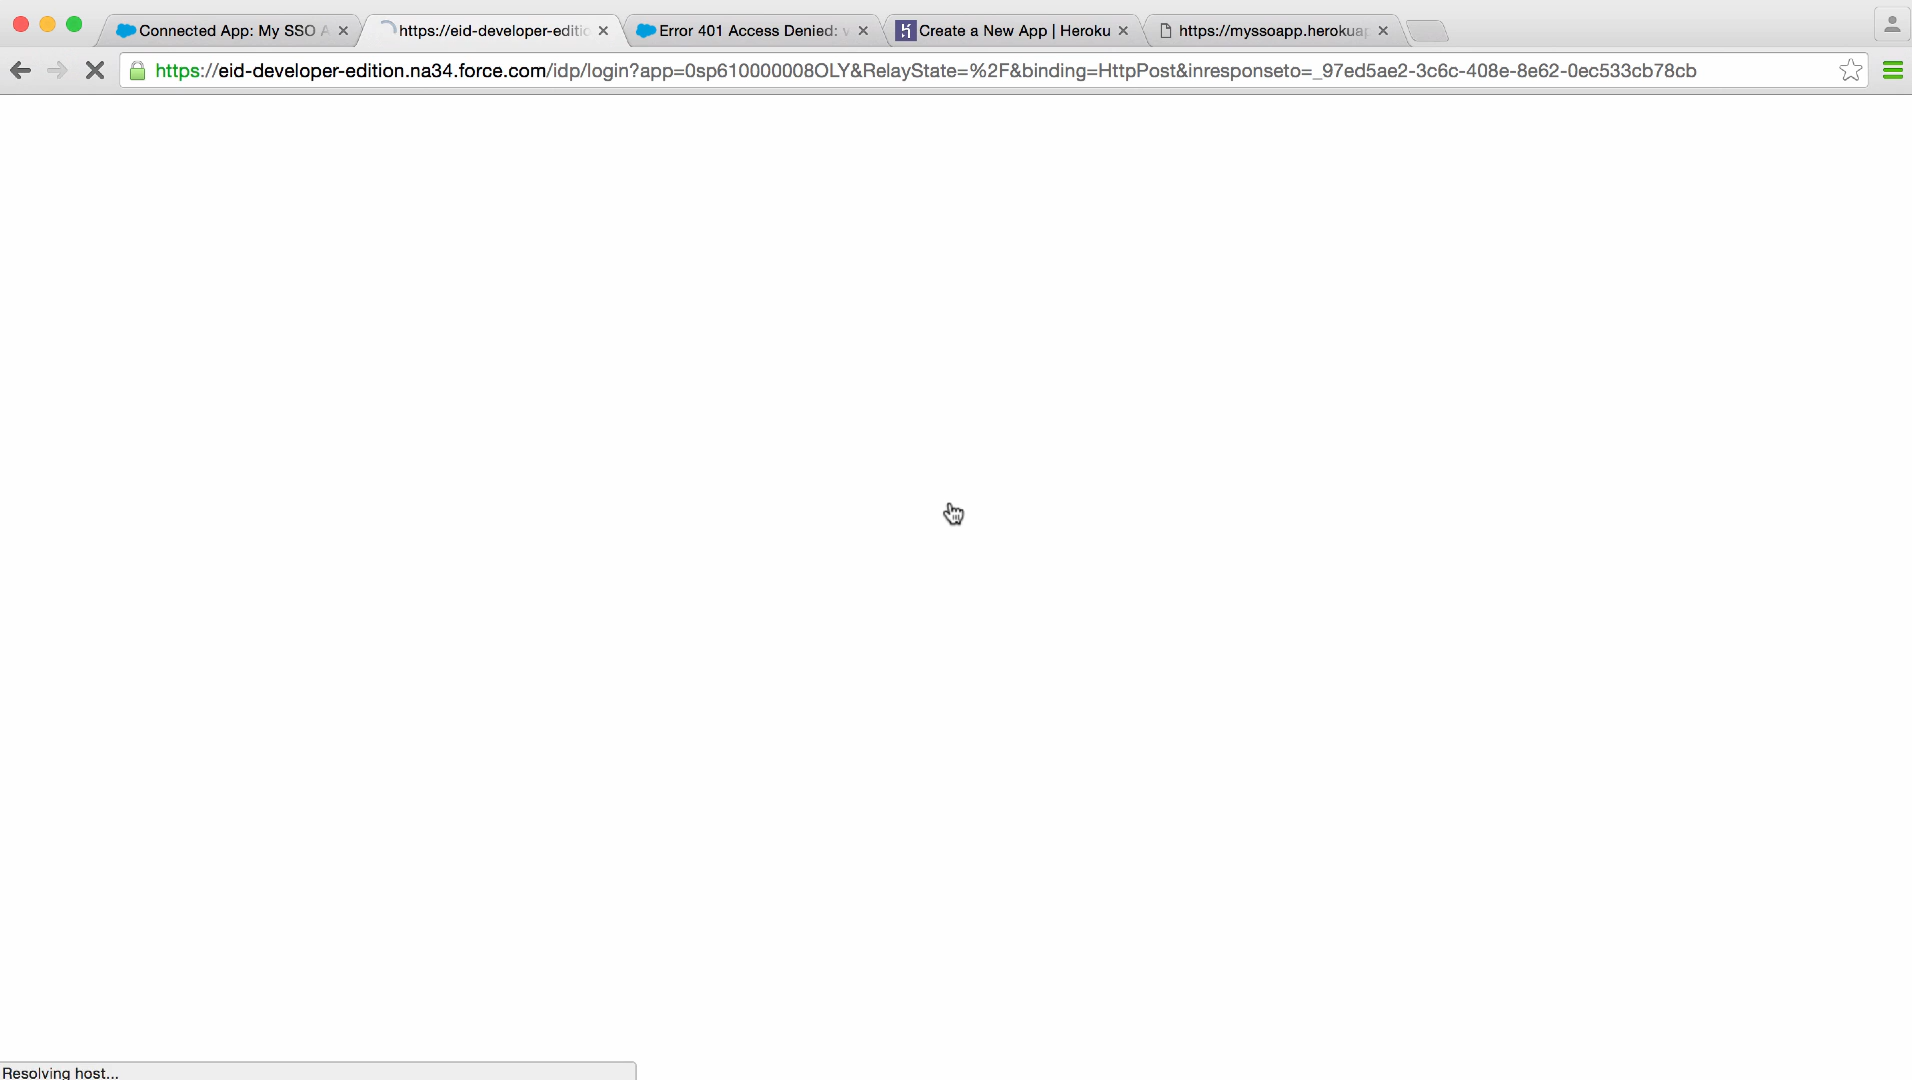 Connected App: My SSO A
https://eid-developer-editio
Error 401 Access Denied: v
Create a New App | Heroku
https://myssoapp.herokuap
https://eid-developer-edition.na34.force.com/idp/login?app=0sp610000008OLY&RelayState=%2F&binding=HttpPost&inresponseto=_97ed5ae2-3c6c-408e-8e62-0ec533cb78cb
Resolving host...